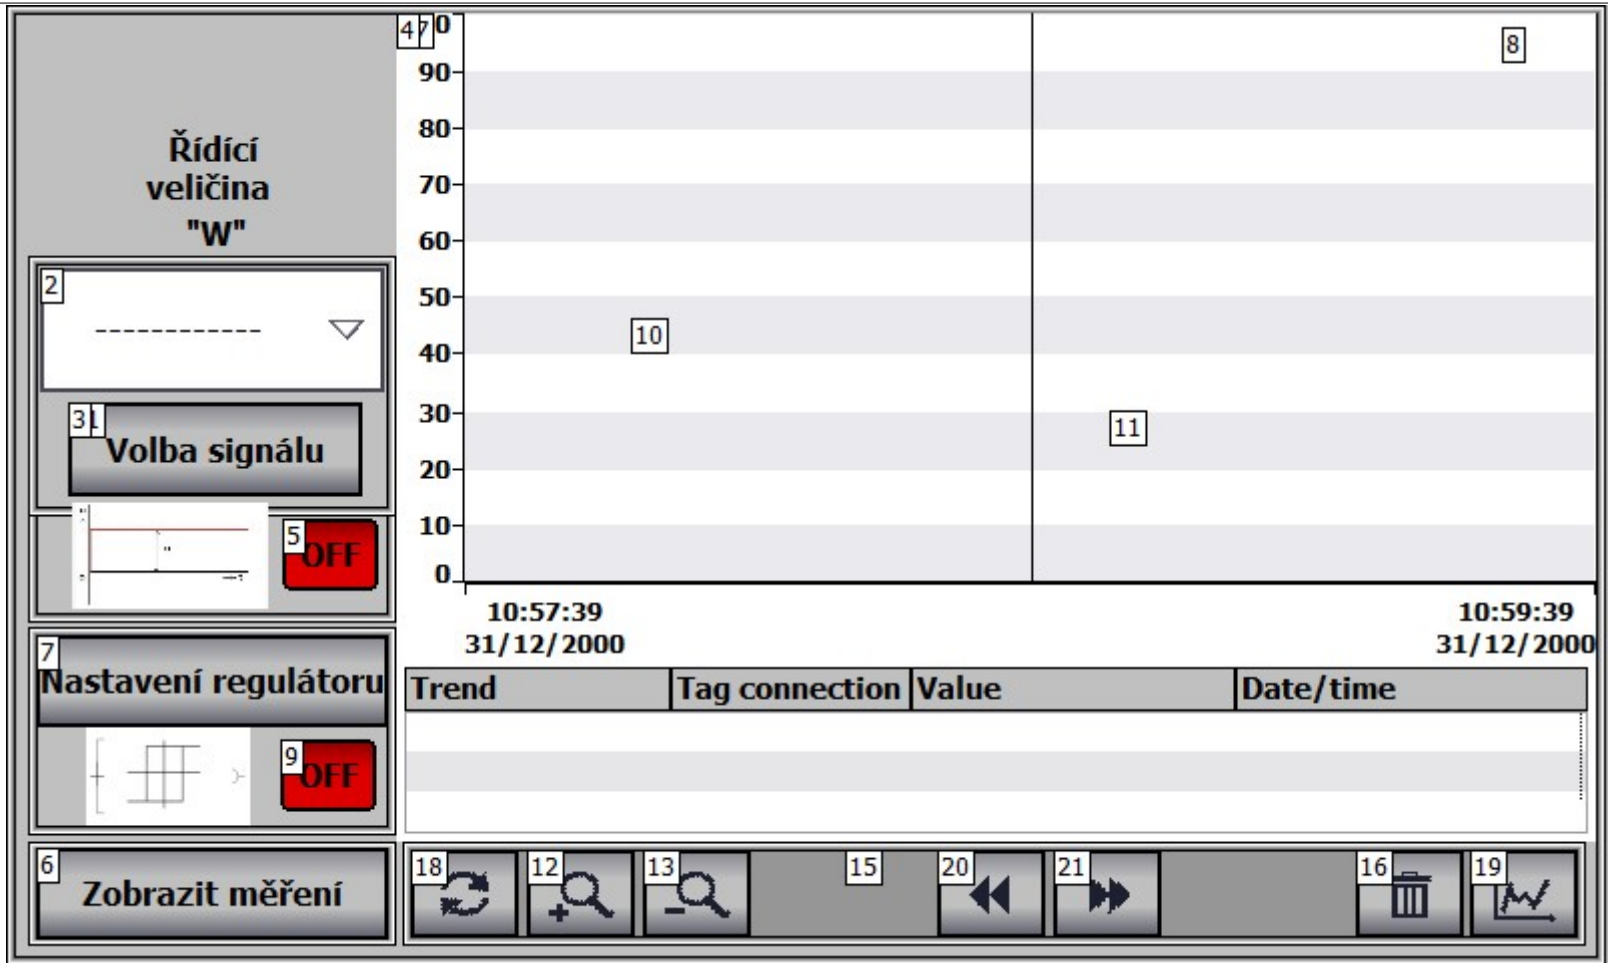 Řídící
veličina
"W"
2
------------
31
Volba signálu
5
OFF
7
Nastavení regulátoru
9
OFF
6
Zobrazit měření
47
0
8
90
80
70
60
50
10
40
30
11
20
10
0
10:57:39
31/12/2000
10:59:39
31/12/2000
Trend Tag connection Value Date/time
18 12 13 15 20 21 16 19